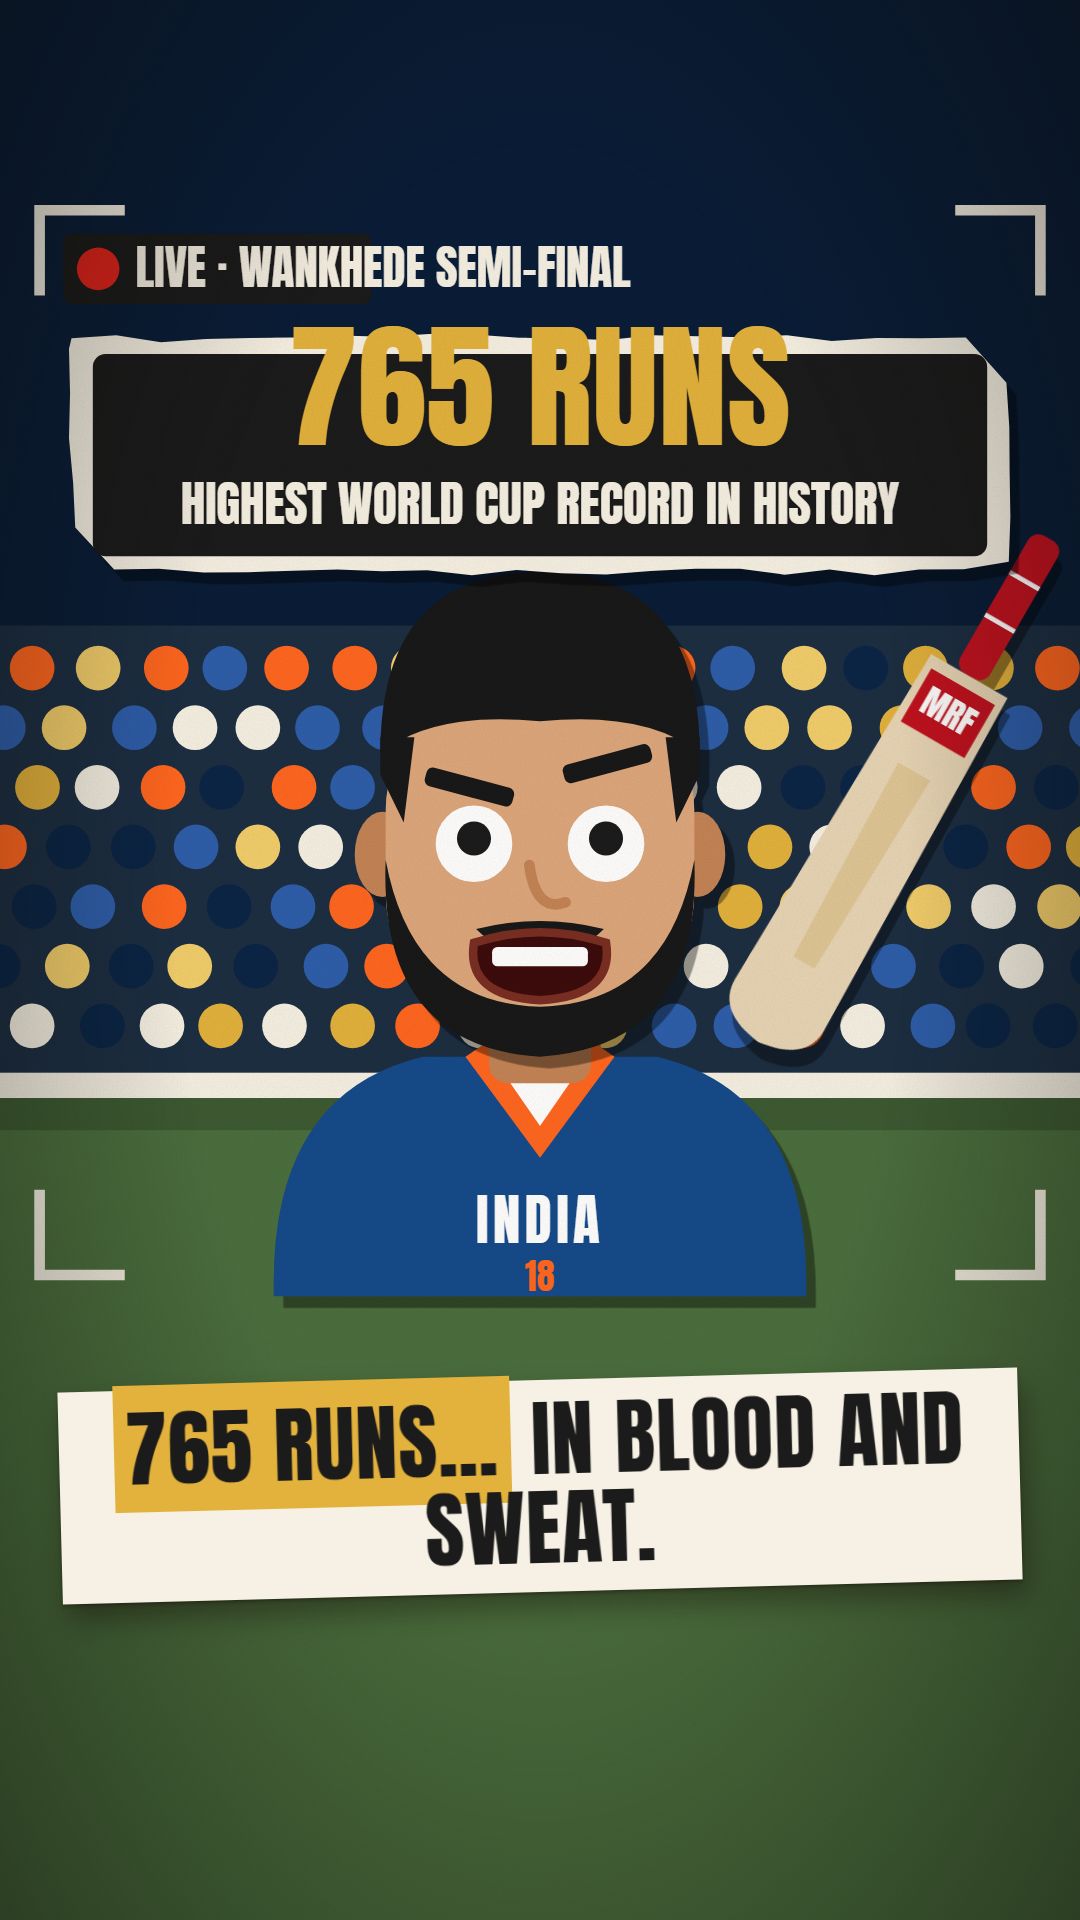 LIVE · WANKHEDE SEMI-FINAL
765 RUNS
HIGHEST WORLD CUP RECORD IN HISTORY
MRF
INDIA
18
765 RUNS... IN BLOOD AND
SWEAT.